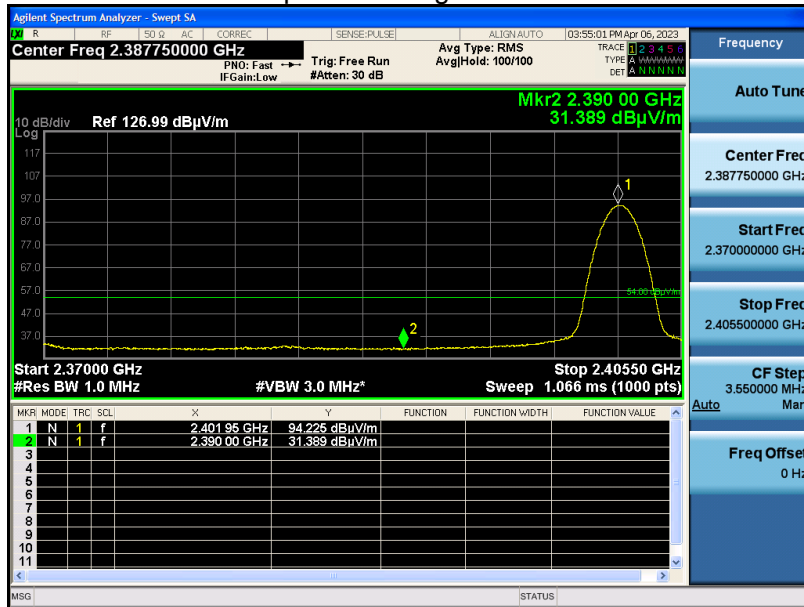 Agilent Spectrum Analyzer - Swept SA
LXI R RF 50 Ω AC CORREC SENSE:PULSE ALIGN AUTO 03:55:01 PM Apr 06, 2023
Center Freq 2.387750000 GHz
PNO: Fast
IFGain:Low
Trig: Free Run
#Atten: 30 dB
Avg Type: RMS
Avg|Hold: 100/100
TRACE 1 2 3 4 5 6
TYPE A WWWWW
DET A N N N N N
Mkr2 2.390 00 GHz
31.389 dBµV/m
10 dB/div Ref 126.99 dBµV/m
Log
117
107
97.0
87.0
77.0
67.0
57.0
47.0
37.0
1
54.00 dBµV/m
2
Start 2.37000 GHz Stop 2.40550 GHz
#Res BW 1.0 MHz #VBW 3.0 MHz* Sweep 1.066 ms (1000 pts)
MKR MODE TRC SCL X Y FUNCTION FUNCTION WIDTH FUNCTION VALUE
1 N 1 f 2.401 95 GHz 94.225 dBµV/m
2 N 1 f 2.390 00 GHz 31.389 dBµV/m
3
4
5
6
7
8
9
10
11
MSG STATUS
Frequency
Auto Tune
Center Freq
2.387750000 GHz
Start Freq
2.370000000 GHz
Stop Freq
2.405500000 GHz
CF Step
3.550000 MHz
Auto Man
Freq Offset
0 Hz